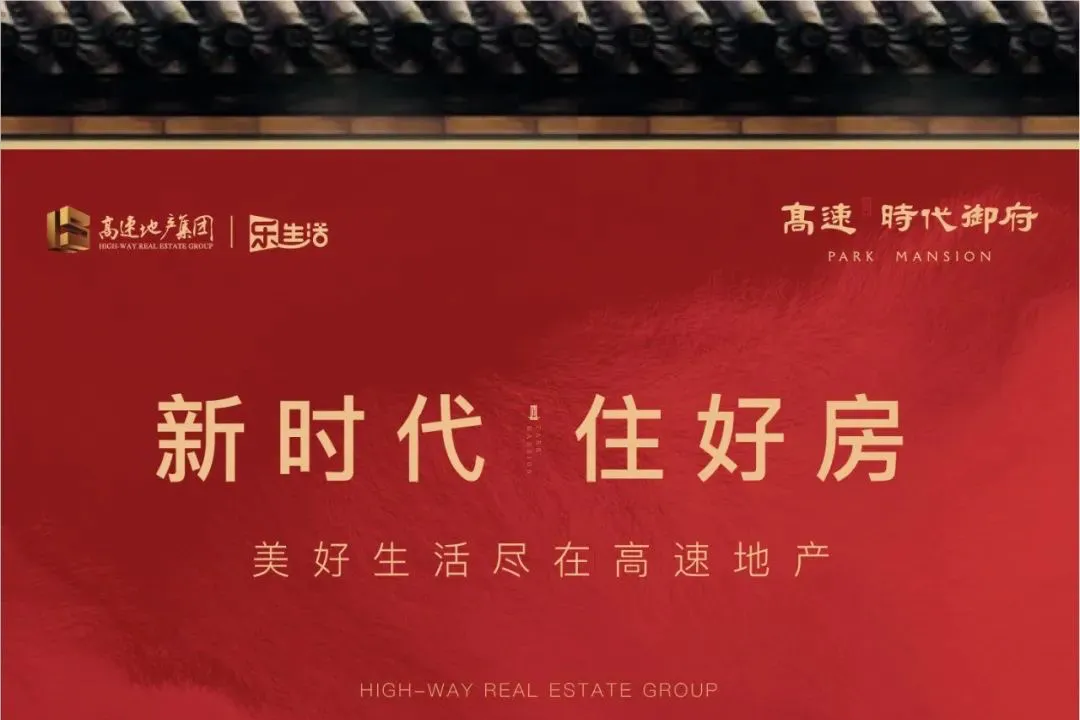 高速地产集团 乐生活
HIGH-WAY REAL ESTATE GROUP
高速 時代御府
PARK MANSION
新时代 住好房
PARK MANSION
美好生活尽在高速地产
HIGH-WAY REAL ESTATE GROUP